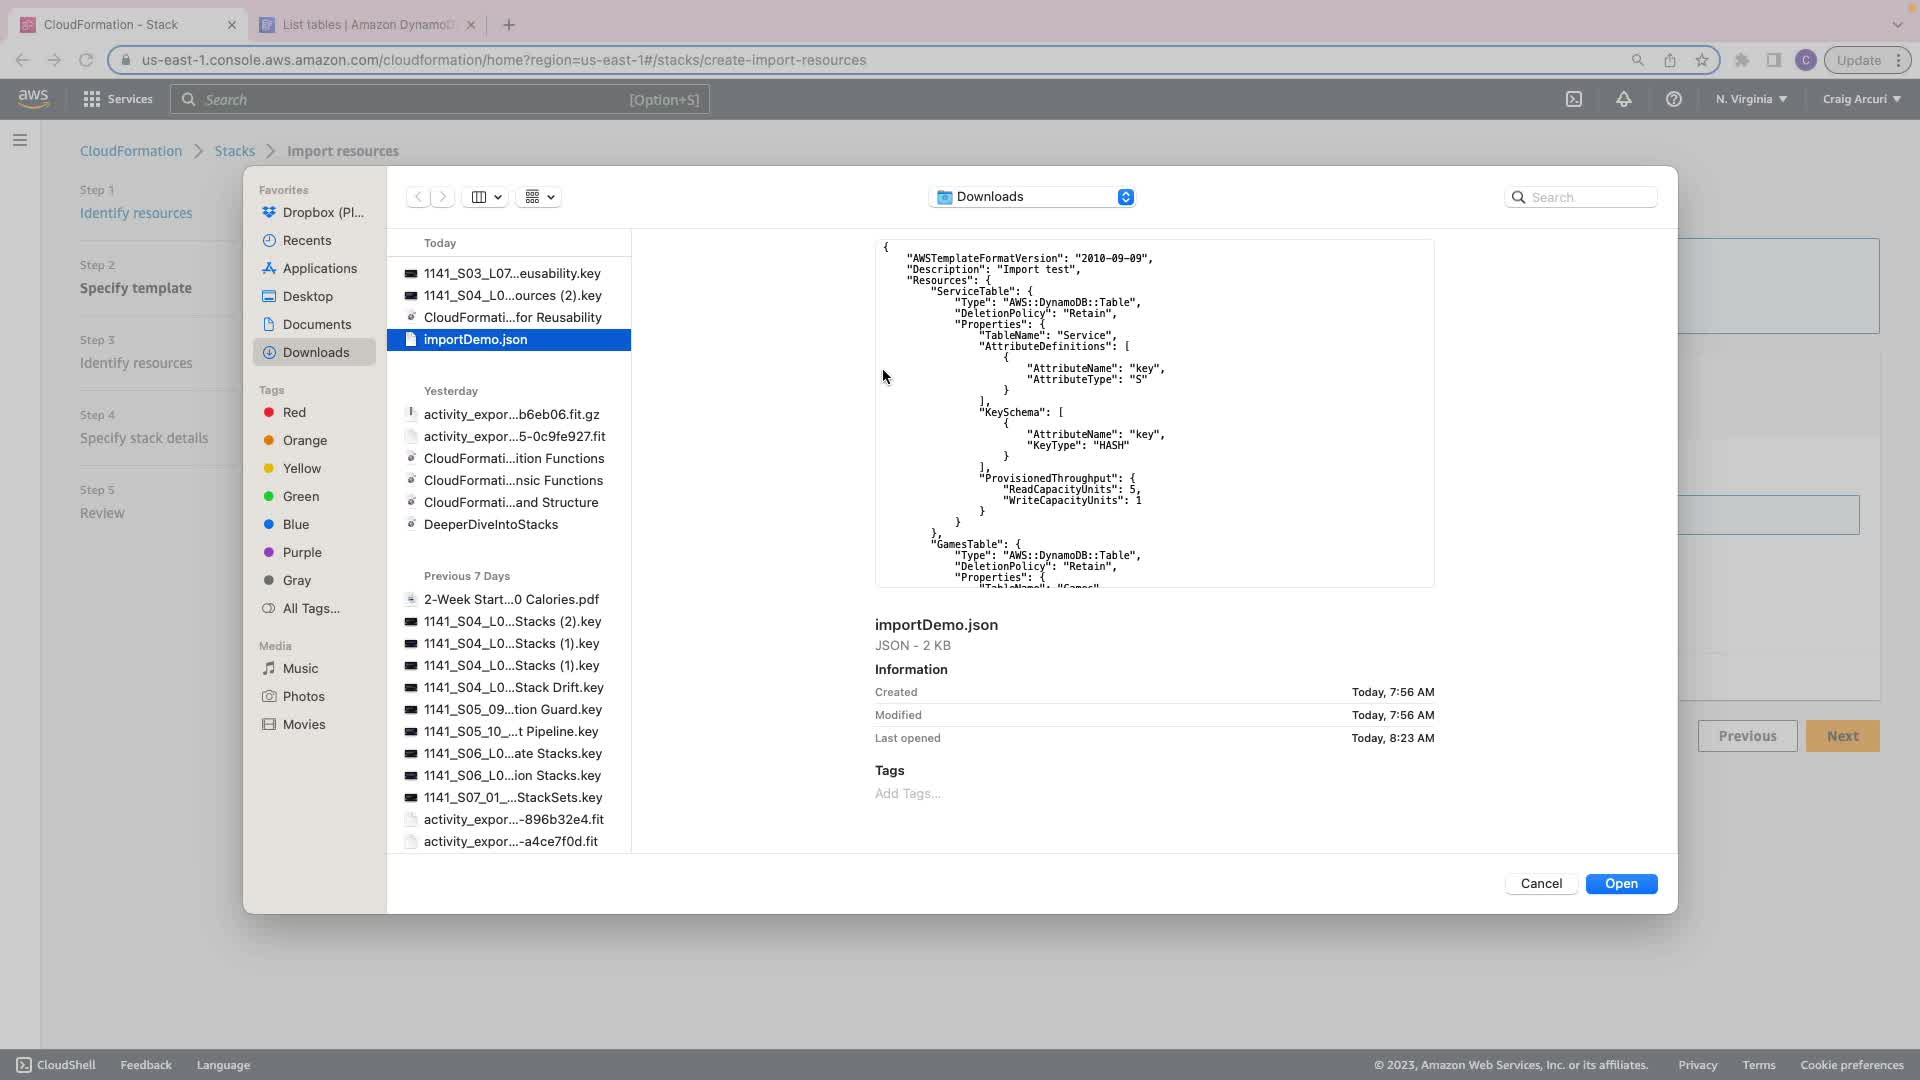 CloudFormation - Stack
List tables | Amazon DynamoD
us-east-1.console.aws.amazon.com/cloudformation/home?region=us-east-1#/stacks/create-import-resources
C
Update
aws
Services
Search
[Option+S]
N. Virginia
Craig Arcuri
CloudFormation > Stacks > Import resources
Step 1
Identify resources
Step 2
Specify template
Step 3
Identify resources
Step 4
Specify stack details
Step 5
Review
Favorites
Dropbox (Pl...
Recents
Applications
Desktop
Documents
Downloads
Tags
Red
Orange
Yellow
Green
Blue
Purple
Gray
All Tags...
Media
Music
Photos
Movies
Downloads
Search
Today
1141_S03_L07...eusability.key
1141_S04_L0...ources (2).key
CloudFormati...for Reusability
importDemo.json
Yesterday
activity_expor...b6eb06.fit.gz
activity_expor...5-0c9fe927.fit
CloudFormati...ition Functions
CloudFormati...nsic Functions
CloudFormati...and Structure
DeeperDiveIntoStacks
Previous 7 Days
2-Week Start...0 Calories.pdf
1141_S04_L0...Stacks (2).key
1141_S04_L0...Stacks (1).key
1141_S04_L0...Stacks (1).key
1141_S04_L0...Stack Drift.key
1141_S05_09...tion Guard.key
1141_S05_10_...t Pipeline.key
1141_S06_L0...ate Stacks.key
1141_S06_L0...ion Stacks.key
1141_S07_01_...StackSets.key
activity_expor...-896b32e4.fit
activity_expor...-a4ce7f0d.fit
{
"AWSTemplateFormatVersion": "2010-09-09",
"Description": "Import test",
"Resources": {
"ServiceTable": {
"Type": "AWS::DynamoDB::Table",
"DeletionPolicy": "Retain",
"Properties": {
"TableName": "Service",
"AttributeDefinitions": [
{
"AttributeName": "key",
"AttributeType": "S"
}
],
"KeySchema": [
{
"AttributeName": "key",
"KeyType": "HASH"
}
],
"ProvisionedThroughput": {
"ReadCapacityUnits": 5,
"WriteCapacityUnits": 1
}
}
},
"GamesTable": {
"Type": "AWS::DynamoDB::Table",
"DeletionPolicy": "Retain",
"Properties": {
"TableName": "Games",
importDemo.json
JSON - 2 KB
Information
Created Today, 7:56 AM
Modified Today, 7:56 AM
Last opened Today, 8:23 AM
Tags
Add Tags...
Cancel
Open
Previous
Next
CloudShell
Feedback
Language
© 2023, Amazon Web Services, Inc. or its affiliates.
Privacy
Terms
Cookie preferences